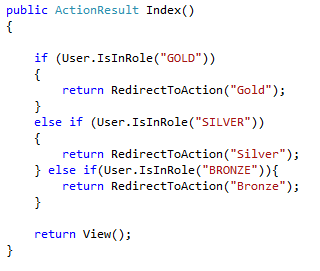 public ActionResult Index()
{
if (User.IsInRole("GOLD"))
{
return RedirectToAction("Gold");
}
else if (User.IsInRole("SILVER"))
{
return RedirectToAction("Silver");
} else if(User.IsInRole("BRONZE")){
return RedirectToAction("Bronze");
}
return View();
}